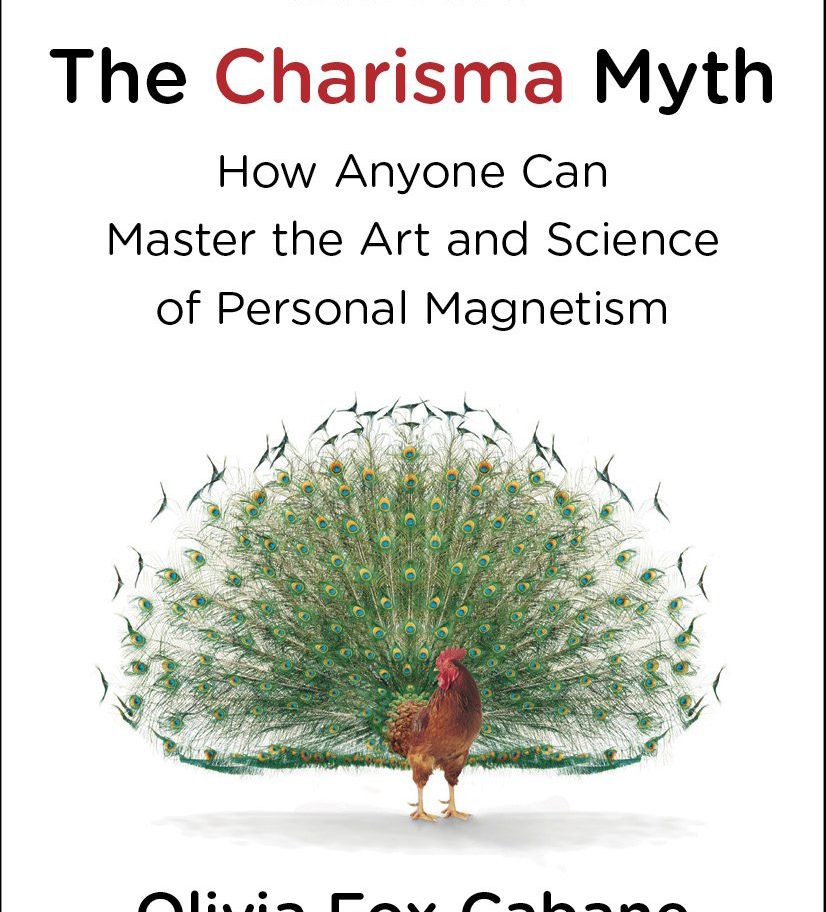 The Charisma Myth
How Anyone Can
Master the Art and Science
of Personal Magnetism
Olivia Fox Cabane